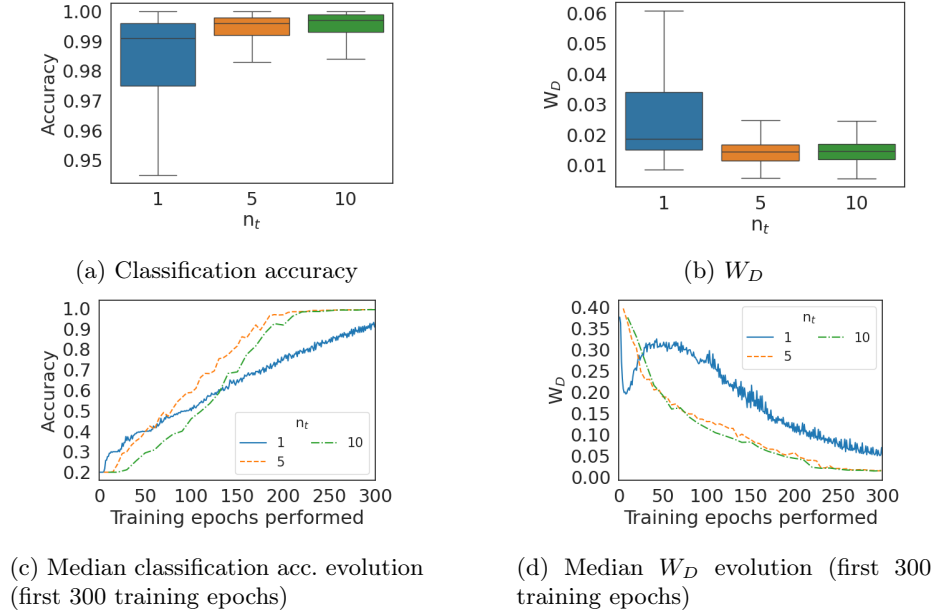 1.00
0.99
0.98
0.97
0.96
0.95
Accuracy
1 5 10
n_t
(a) Classification accuracy
0.06
0.05
0.04
0.03
0.02
0.01
W_D
1 5 10
n_t
(b) W_D
1.0
0.9
0.8
0.7
0.6
0.5
0.4
0.3
0.2
Accuracy
n_t
1 10
5
0 50 100 150 200 250 300
Training epochs performed
(c) Median classification acc. evolution
(first 300 training epochs)
0.40
0.35
0.30
0.25
0.20
0.15
0.10
0.05
0.00
W_D
n_t
1 10
5
0 50 100 150 200 250 300
Training epochs performed
(d) Median W_D evolution (first 300
training epochs)